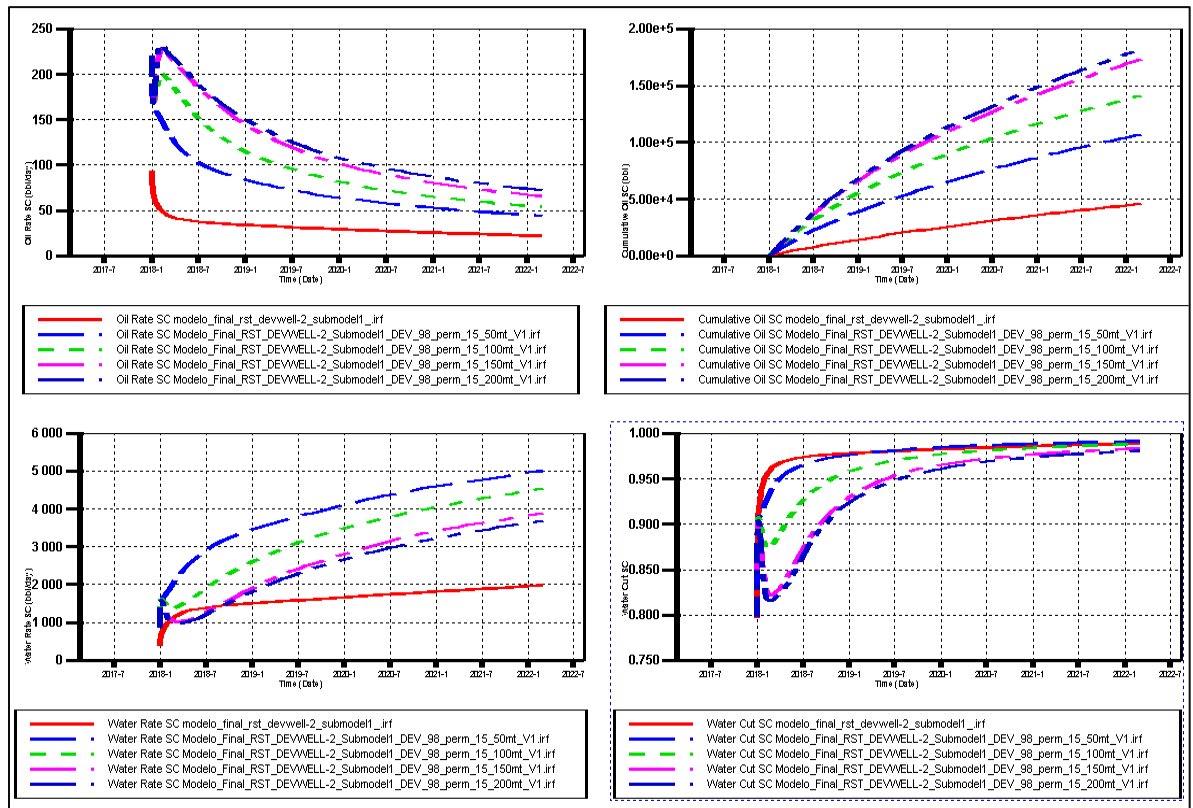 250
200
150
100
50
0
Oil Rate SC (bbl/day)
2017-7 2018-1 2018-7 2019-1 2019-7 2020-1 2020-7 2021-1 2021-7 2022-1 2022-7
Time (Date)
Oil Rate SC modelo_final_rst_devwell-2_submodel1_.irf
Oil Rate SC Modelo_Final_RST_DEVWELL-2_Submodel1_DEV_98_perm_15_50mt_V1.irf
Oil Rate SC Modelo_Final_RST_DEVWELL-2_Submodel1_DEV_98_perm_15_100mt_V1.irf
Oil Rate SC Modelo_Final_RST_DEVWELL-2_Submodel1_DEV_98_perm_15_150mt_V1.irf
Oil Rate SC Modelo_Final_RST_DEVWELL-2_Submodel1_DEV_98_perm_15_200mt_V1.irf
2.00e+5
1.50e+5
1.00e+5
5.00e+4
0.00e+0
Cumulative Oil SC (bbl)
2017-7 2018-1 2018-7 2019-1 2019-7 2020-1 2020-7 2021-1 2021-7 2022-1 2022-7
Time (Date)
Cumulative Oil SC modelo_final_rst_devwell-2_submodel1_.irf
Cumulative Oil SC Modelo_Final_RST_DEVWELL-2_Submodel1_DEV_98_perm_15_50mt_V1.irf
Cumulative Oil SC Modelo_Final_RST_DEVWELL-2_Submodel1_DEV_98_perm_15_100mt_V1.irf
Cumulative Oil SC Modelo_Final_RST_DEVWELL-2_Submodel1_DEV_98_perm_15_150mt_V1.irf
Cumulative Oil SC Modelo_Final_RST_DEVWELL-2_Submodel1_DEV_98_perm_15_200mt_V1.irf
6 000
5 000
4 000
3 000
2 000
1 000
0
Water Rate SC (bbl/day)
2017-7 2018-1 2018-7 2019-1 2019-7 2020-1 2020-7 2021-1 2021-7 2022-1 2022-7
Time (Date)
Water Rate SC modelo_final_rst_devwell-2_submodel1_.irf
Water Rate SC Modelo_Final_RST_DEVWELL-2_Submodel1_DEV_98_perm_15_50mt_V1.irf
Water Rate SC Modelo_Final_RST_DEVWELL-2_Submodel1_DEV_98_perm_15_100mt_V1.irf
Water Rate SC Modelo_Final_RST_DEVWELL-2_Submodel1_DEV_98_perm_15_150mt_V1.irf
Water Rate SC Modelo_Final_RST_DEVWELL-2_Submodel1_DEV_98_perm_15_200mt_V1.irf
1.000
0.950
0.900
0.850
0.800
0.750
Water Cut SC
2017-7 2018-1 2018-7 2019-1 2019-7 2020-1 2020-7 2021-1 2021-7 2022-1 2022-7
Time (Date)
Water Cut SC modelo_final_rst_devwell-2_submodel1_.irf
Water Cut SC Modelo_Final_RST_DEVWELL-2_Submodel1_DEV_98_perm_15_50mt_V1.irf
Water Cut SC Modelo_Final_RST_DEVWELL-2_Submodel1_DEV_98_perm_15_100mt_V1.irf
Water Cut SC Modelo_Final_RST_DEVWELL-2_Submodel1_DEV_98_perm_15_150mt_V1.irf
Water Cut SC Modelo_Final_RST_DEVWELL-2_Submodel1_DEV_98_perm_15_200mt_V1.irf